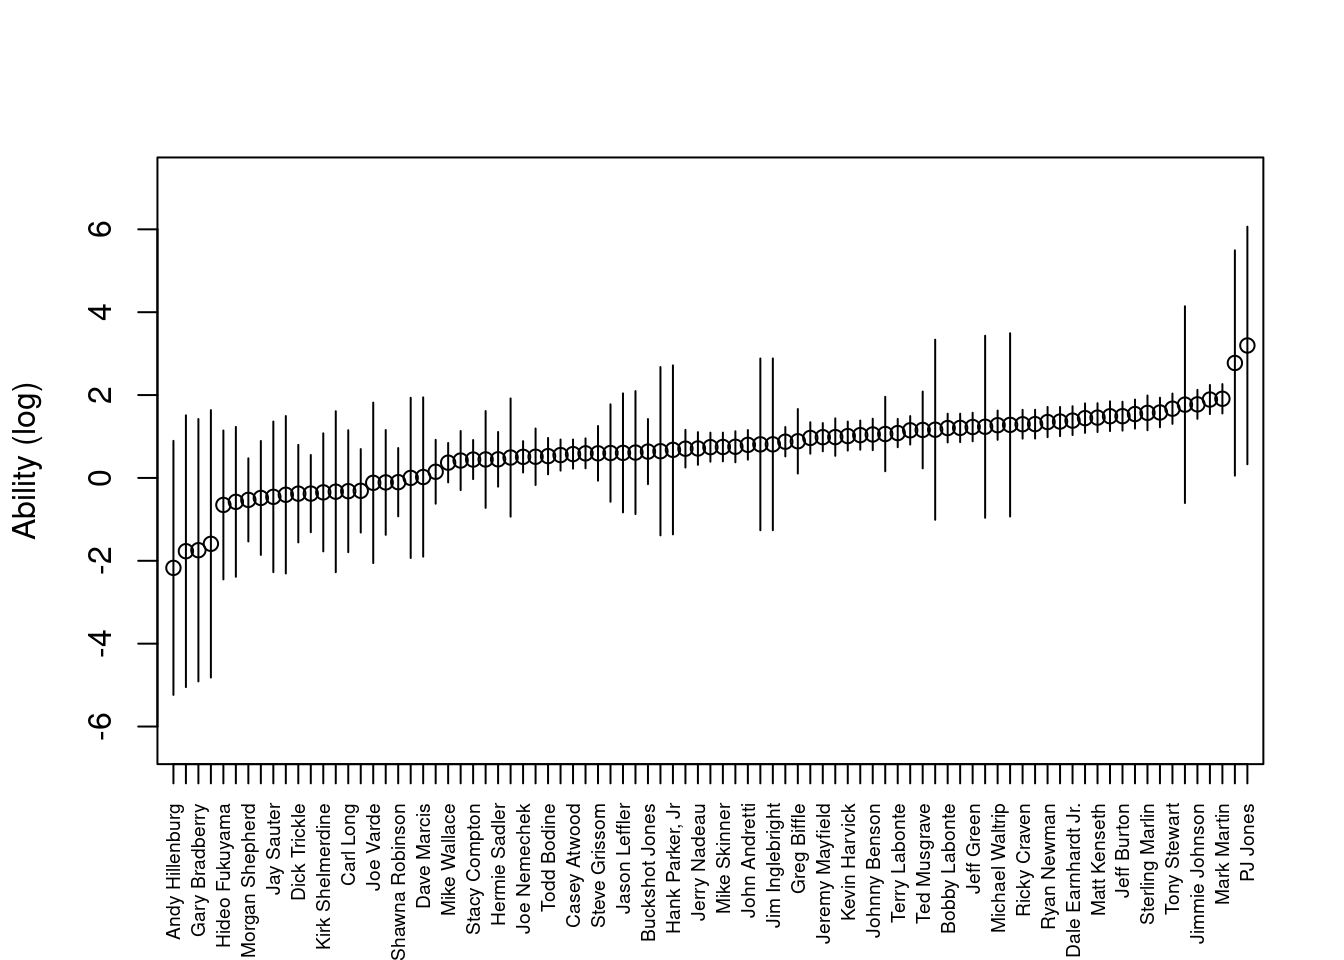 Ability (log)
6
4
2
0
-2
-4
-6
Andy Hillenburg
Gary Bradberry
Hideo Fukuyama
Morgan Shepherd
Jay Sauter
Dick Trickle
Kirk Shelmerdine
Carl Long
Joe Varde
Shawna Robinson
Dave Marcis
Mike Wallace
Stacy Compton
Hermie Sadler
Joe Nemechek
Todd Bodine
Casey Atwood
Steve Grissom
Jason Leffler
Buckshot Jones
Hank Parker, Jr
Jerry Nadeau
Mike Skinner
John Andretti
Jim Inglebright
Greg Biffle
Jeremy Mayfield
Kevin Harvick
Johnny Benson
Terry Labonte
Ted Musgrave
Bobby Labonte
Jeff Green
Michael Waltrip
Ricky Craven
Ryan Newman
Dale Earnhardt Jr.
Matt Kenseth
Jeff Burton
Sterling Marlin
Tony Stewart
Jimmie Johnson
Mark Martin
PJ Jones